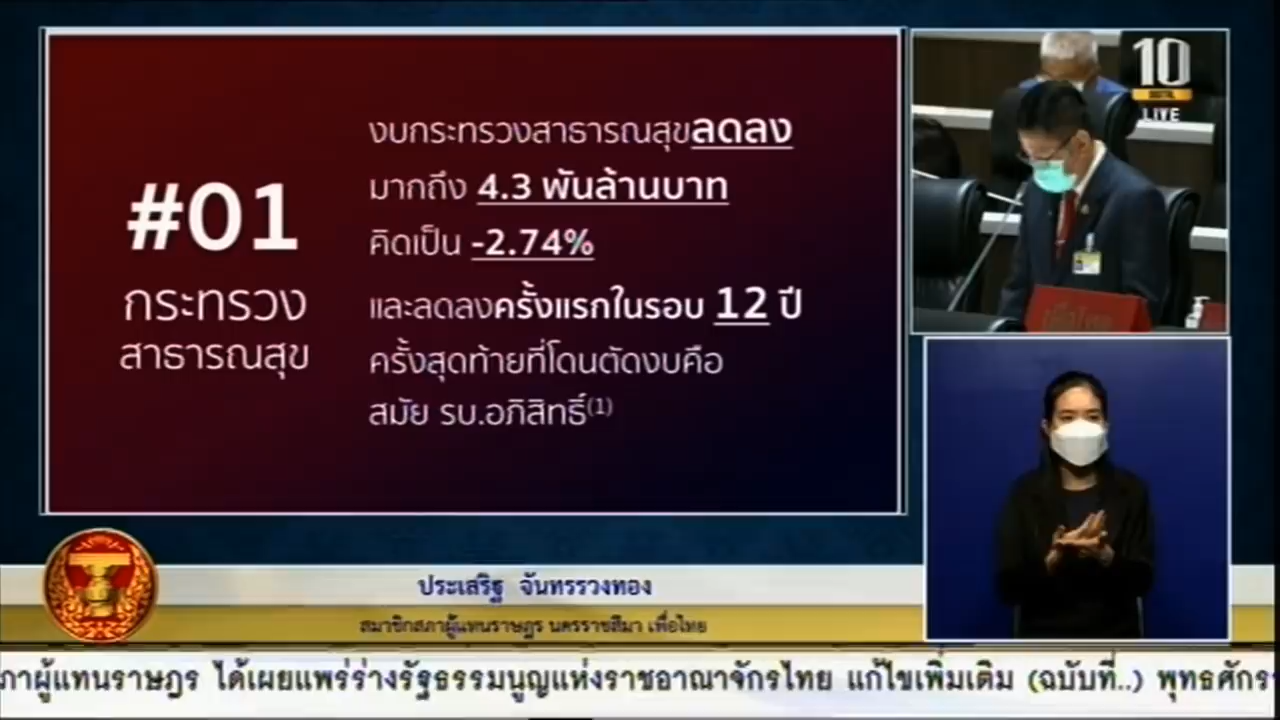 #01
กระทรวง
สาธารณสุข
งบกระทรวงสาธารณสุขลดลง
มากถึง 4.3 พันล้านบาท
คิดเป็น -2.74%
และลดลงครั้งแรกในรอบ 12 ปี
ครั้งสุดท้ายที่โดนตัดงบคือ
สมัย รบ.อภิสิทธิ์(1)
10
DIGITAL
LIVE
ประเสริฐ จันทรรวงทอง
สมาชิกสภาผู้แทนราษฎร นครราชสีมา เพื่อไทย
ภาผู้แทนราษฎร ได้เผยแพร่ร่างรัฐธรรมนูญแห่งราชอาณาจักรไทย แก้ไขเพิ่มเติม (ฉบับที่..) พุทธศักร